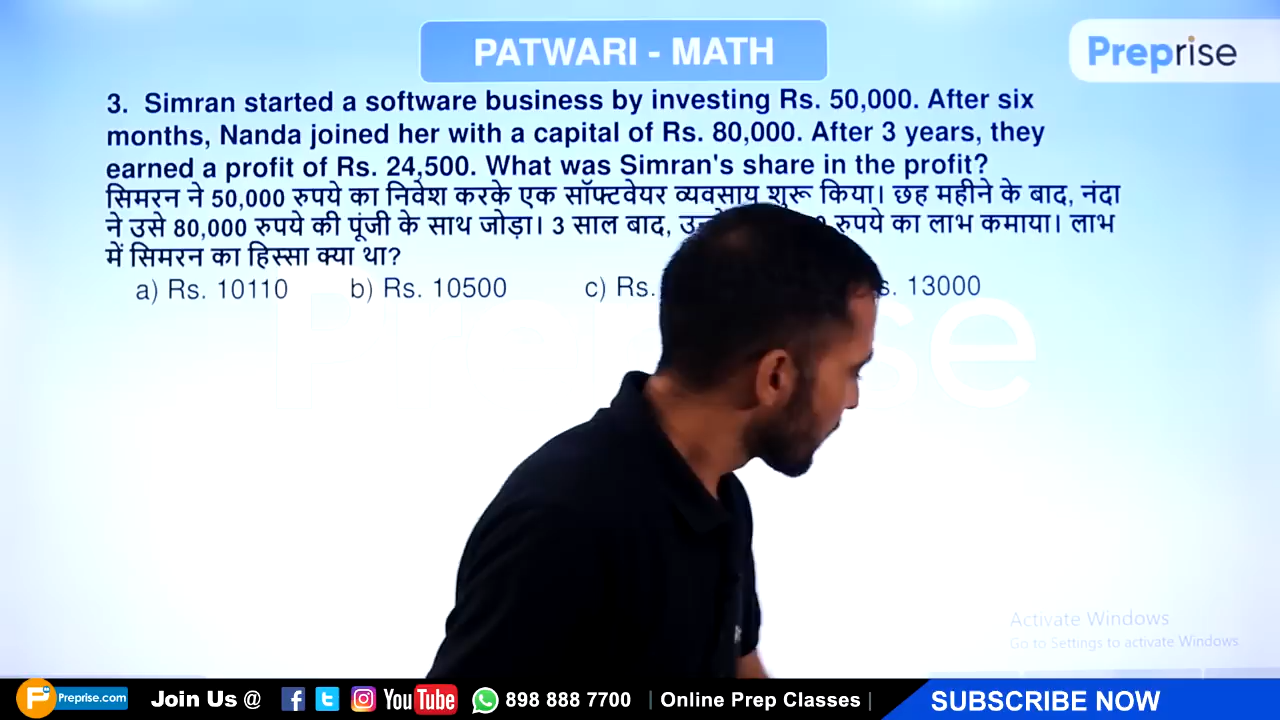 PATWARI - MATH
Preprise
3. Simran started a software business by investing Rs. 50,000. After six
months, Nanda joined her with a capital of Rs. 80,000. After 3 years, they
earned a profit of Rs. 24,500. What was Simran's share in the profit?
सिमरन ने 50,000 रुपये का निवेश करके एक सॉफ्टवेयर व्यवसाय शुरू किया। छह महीने के बाद, नंदा
ने उसे 80,000 रुपये की पूंजी के साथ जोड़ा। 3 साल बाद, रुपये का लाभ कमाया। लाभ
में सिमरन का हिस्सा क्या था?
a) Rs. 10110 b) Rs. 10500 c) Rs. 13000
Activate Windows
Go to Settings to activate Windows
Preprise.com Join Us @ YouTube 898 888 7700 | Online Prep Classes | SUBSCRIBE NOW